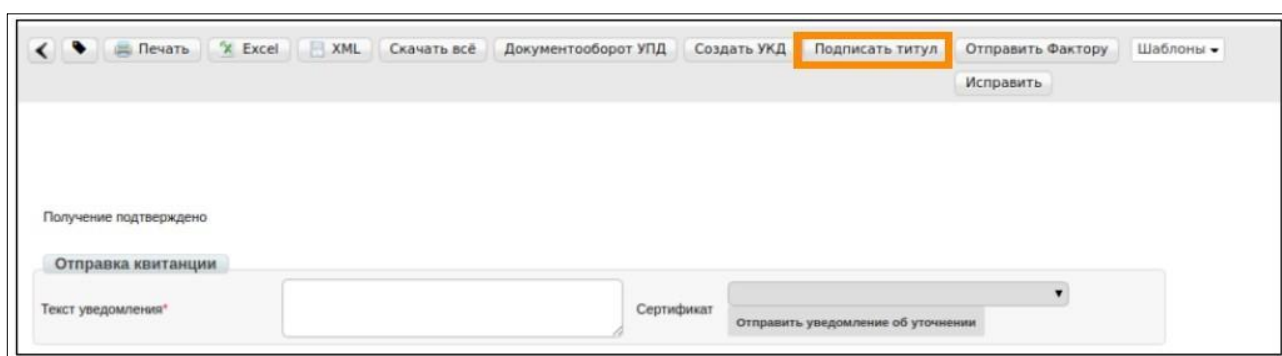 Печать Excel XML Скачать всё Документооборот УПД Создать УКД Подписать титул Отправить Фактору Шаблоны
Исправить
Получение подтверждено
Отправка квитанции
Текст уведомления* Сертификат
Отправить уведомление об уточнении